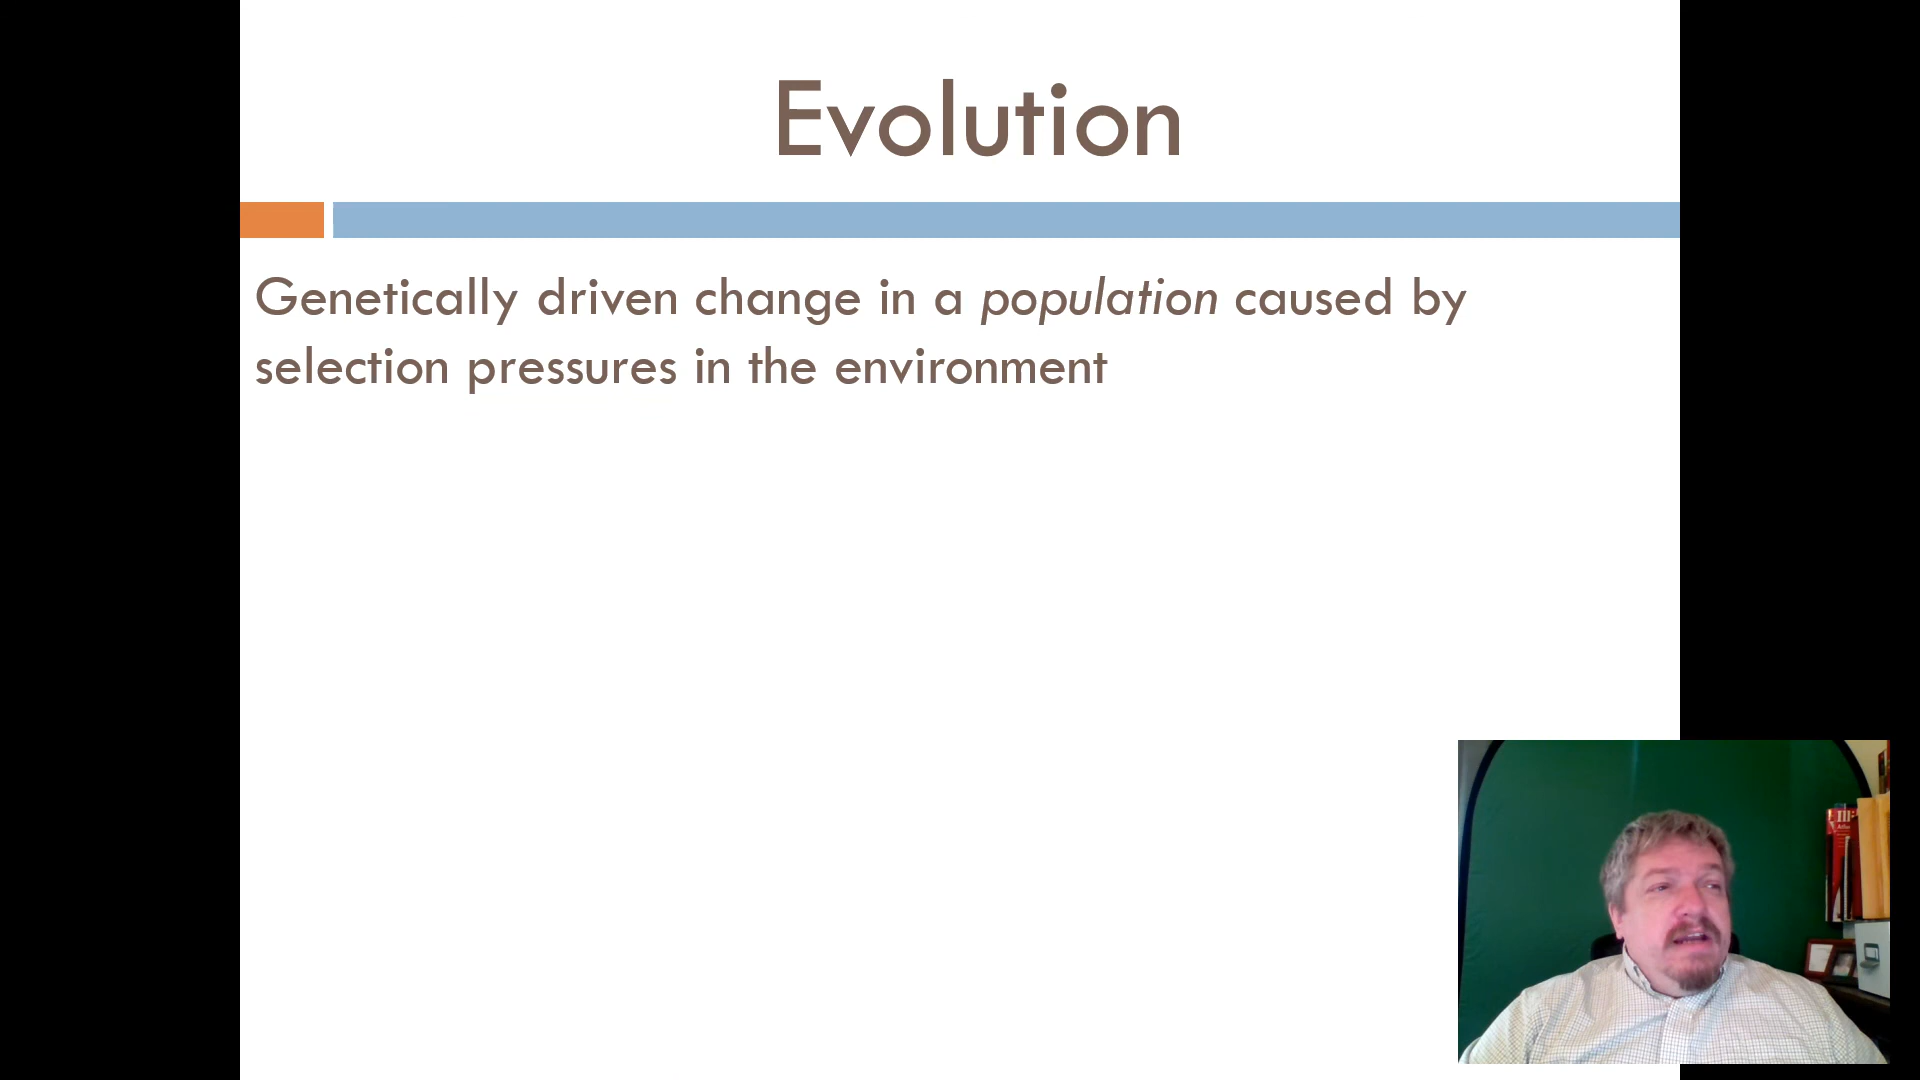 Evolution
Genetically driven change in a population caused by
selection pressures in the environment